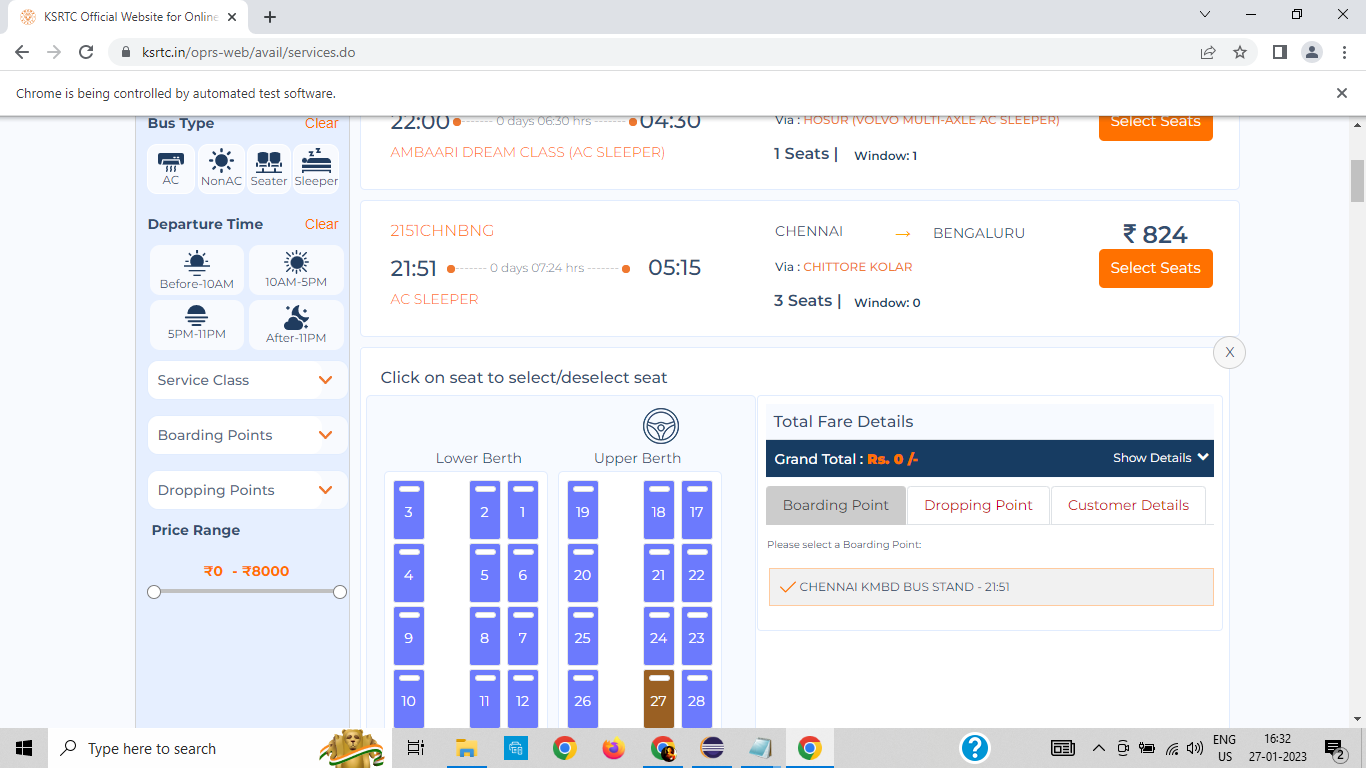 KSRTC Official Website for Online
ksrtc.in/oprs-web/avail/services.do
Chrome is being controlled by automated test software.
Bus Type Clear
AC NonAC Seater Sleeper
Departure Time Clear
Before-10AM 10AM-5PM
5PM-11PM After-11PM
Service Class
Boarding Points
Dropping Points
Price Range
₹0 - ₹8000
22:00 ------- 0 days 06:30 hrs ------- 04:30
AMBAARI DREAM CLASS (AC SLEEPER)
Via : HOSUR (VOLVO MULTI-AXLE AC SLEEPER)
1 Seats | Window: 1
Select Seats
2151CHNBNG
21:51 ------- 0 days 07:24 hrs ------- 05:15
AC SLEEPER
CHENNAI → BENGALURU
Via : CHITTORE KOLAR
3 Seats | Window: 0
₹ 824
Select Seats
X
Click on seat to select/deselect seat
Lower Berth Upper Berth
3 2 1 19 18 17
4 5 6 20 21 22
9 8 7 25 24 23
10 11 12 26 27 28
Total Fare Details
Grand Total : Rs. 0 /- Show Details
Boarding Point Dropping Point Customer Details
Please select a Boarding Point:
CHENNAI KMBD BUS STAND - 21:51
Type here to search
ENG
US
16:32
27-01-2023
2